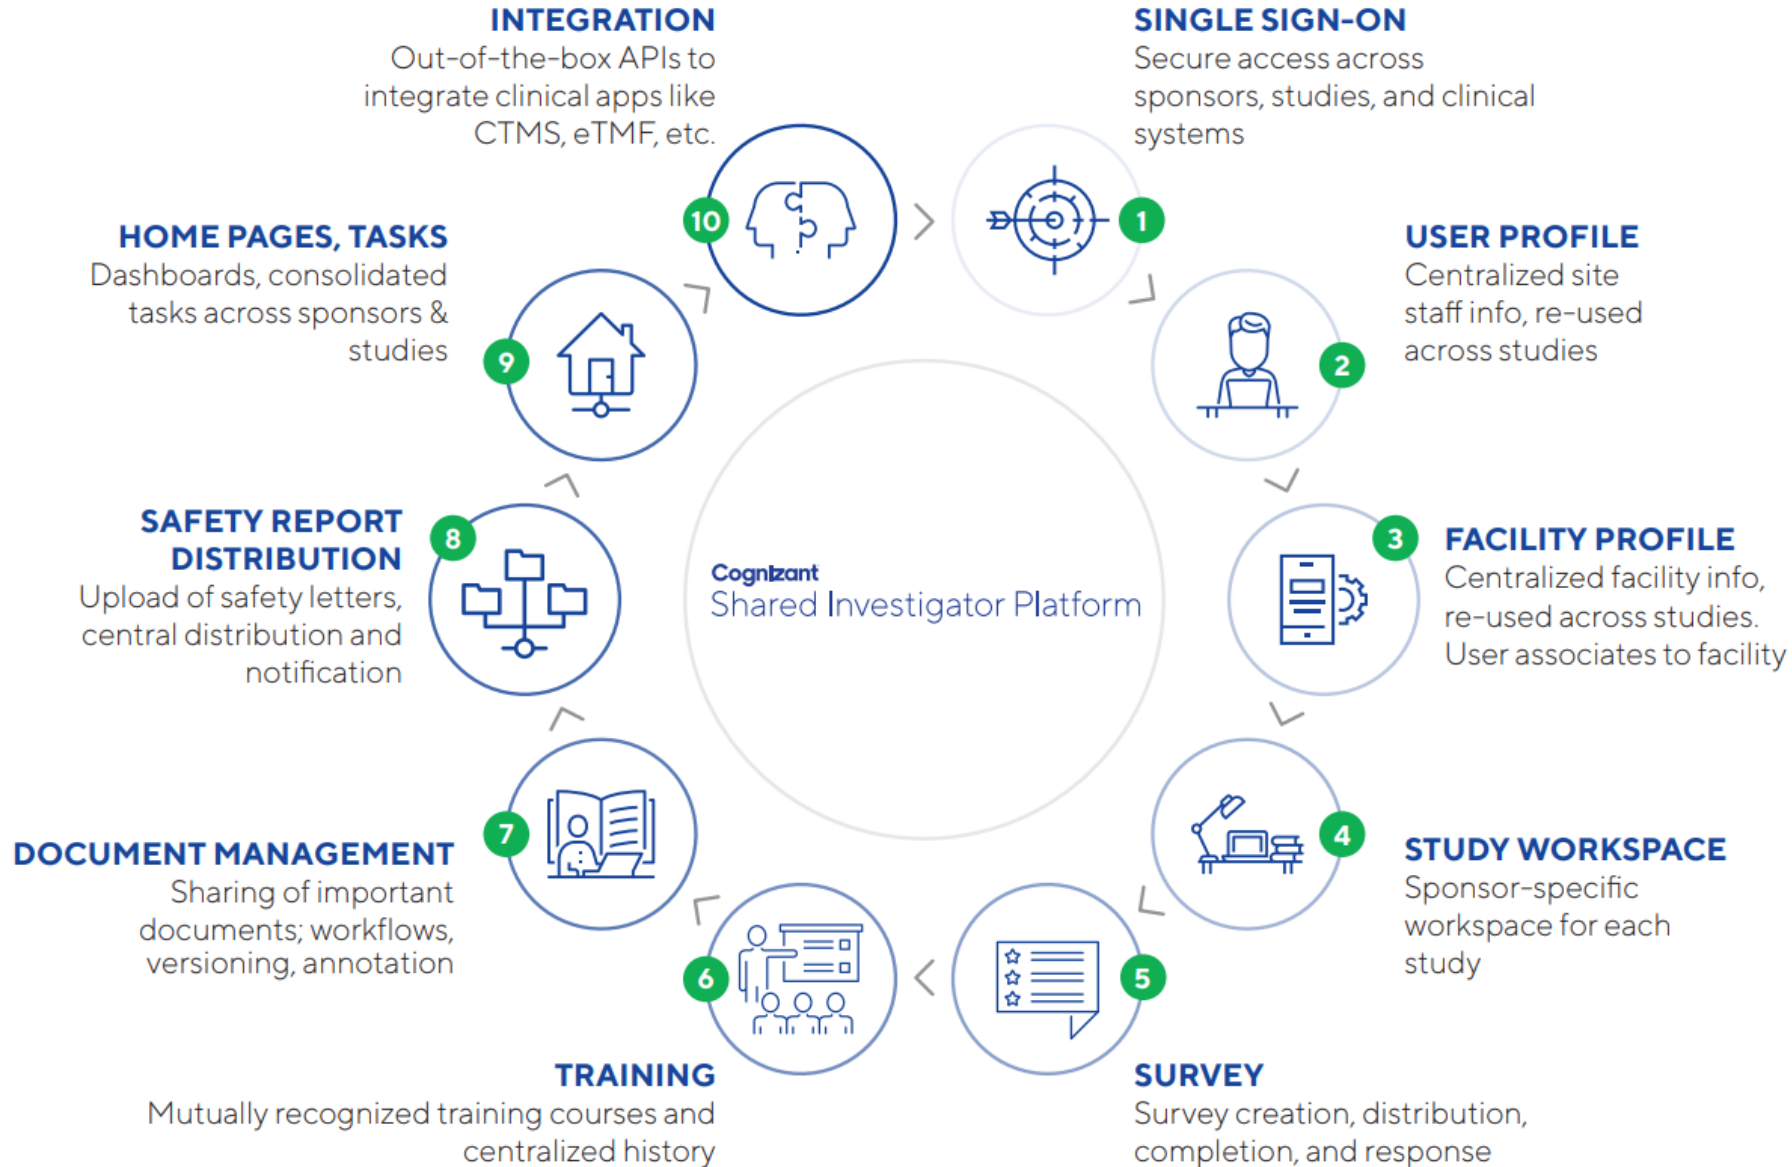 INTEGRATION
Out-of-the-box APIs to
integrate clinical apps like
CTMS, eTMF, etc.
10
SINGLE SIGN-ON
Secure access across
sponsors, studies, and clinical
systems
1
USER PROFILE
Centralized site
staff info, re-used
across studies
2
FACILITY PROFILE
Centralized facility info,
re-used across studies.
User associates to facility
3
STUDY WORKSPACE
Sponsor-specific
workspace for each
study
4
SURVEY
Survey creation, distribution,
completion, and response
5
TRAINING
Mutually recognized training courses and
centralized history
6
DOCUMENT MANAGEMENT
Sharing of important
documents; workflows,
versioning, annotation
7
SAFETY REPORT
DISTRIBUTION
Upload of safety letters,
central distribution and
notification
8
HOME PAGES, TASKS
Dashboards, consolidated
tasks across sponsors &
studies
9
Cognizant
Shared Investigator Platform